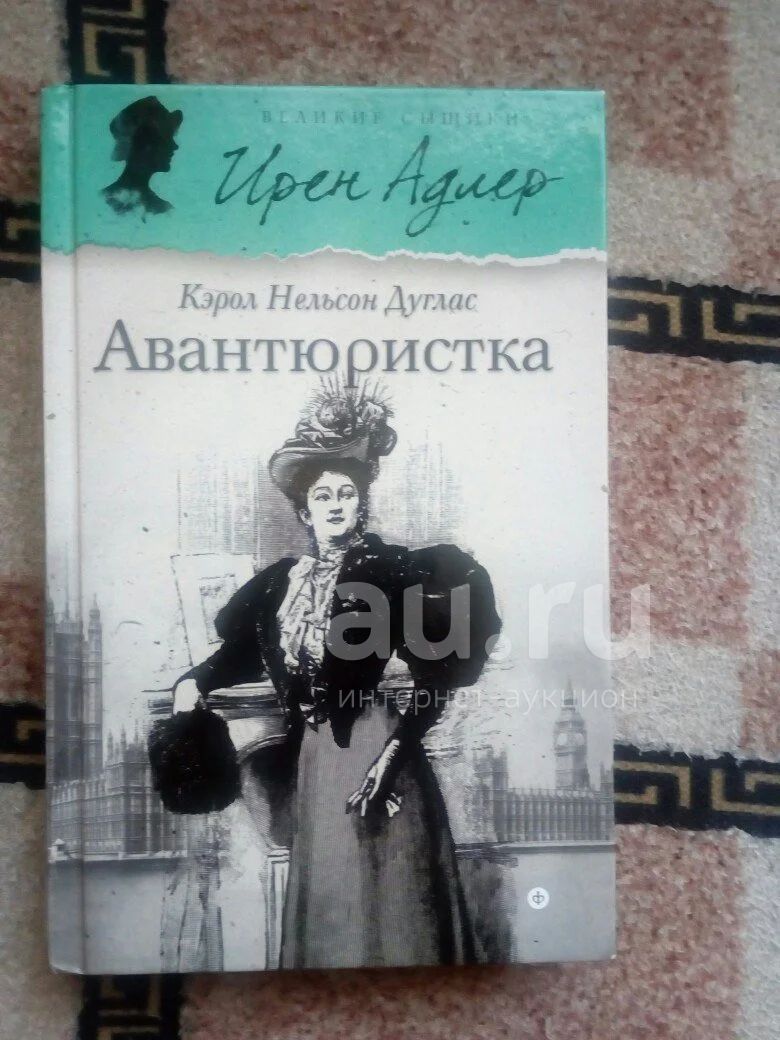 ВЕЛИКИЕ СЫЩИКИ
Ирен Адлер
Кэрол Нельсон Дуглас
Авантюристка
au.ru
интернет-аукцион
Ф